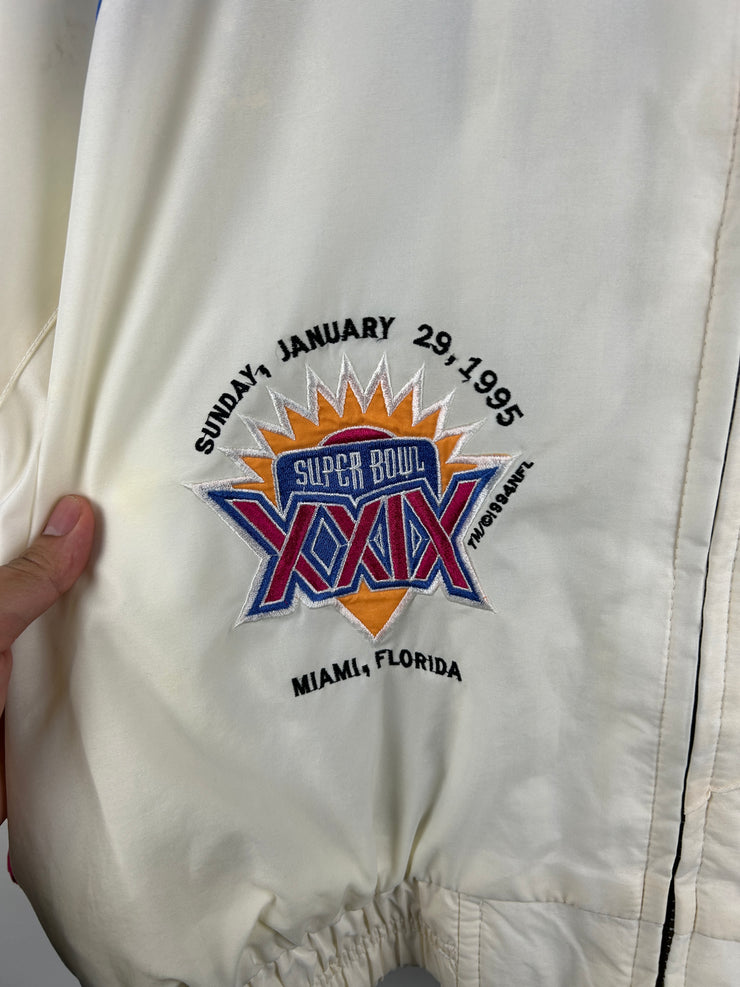 SUNDAY, JANUARY 29, 1995
SUPER BOWL
XXIX
TM/©1994NFL
MIAMI, FLORIDA